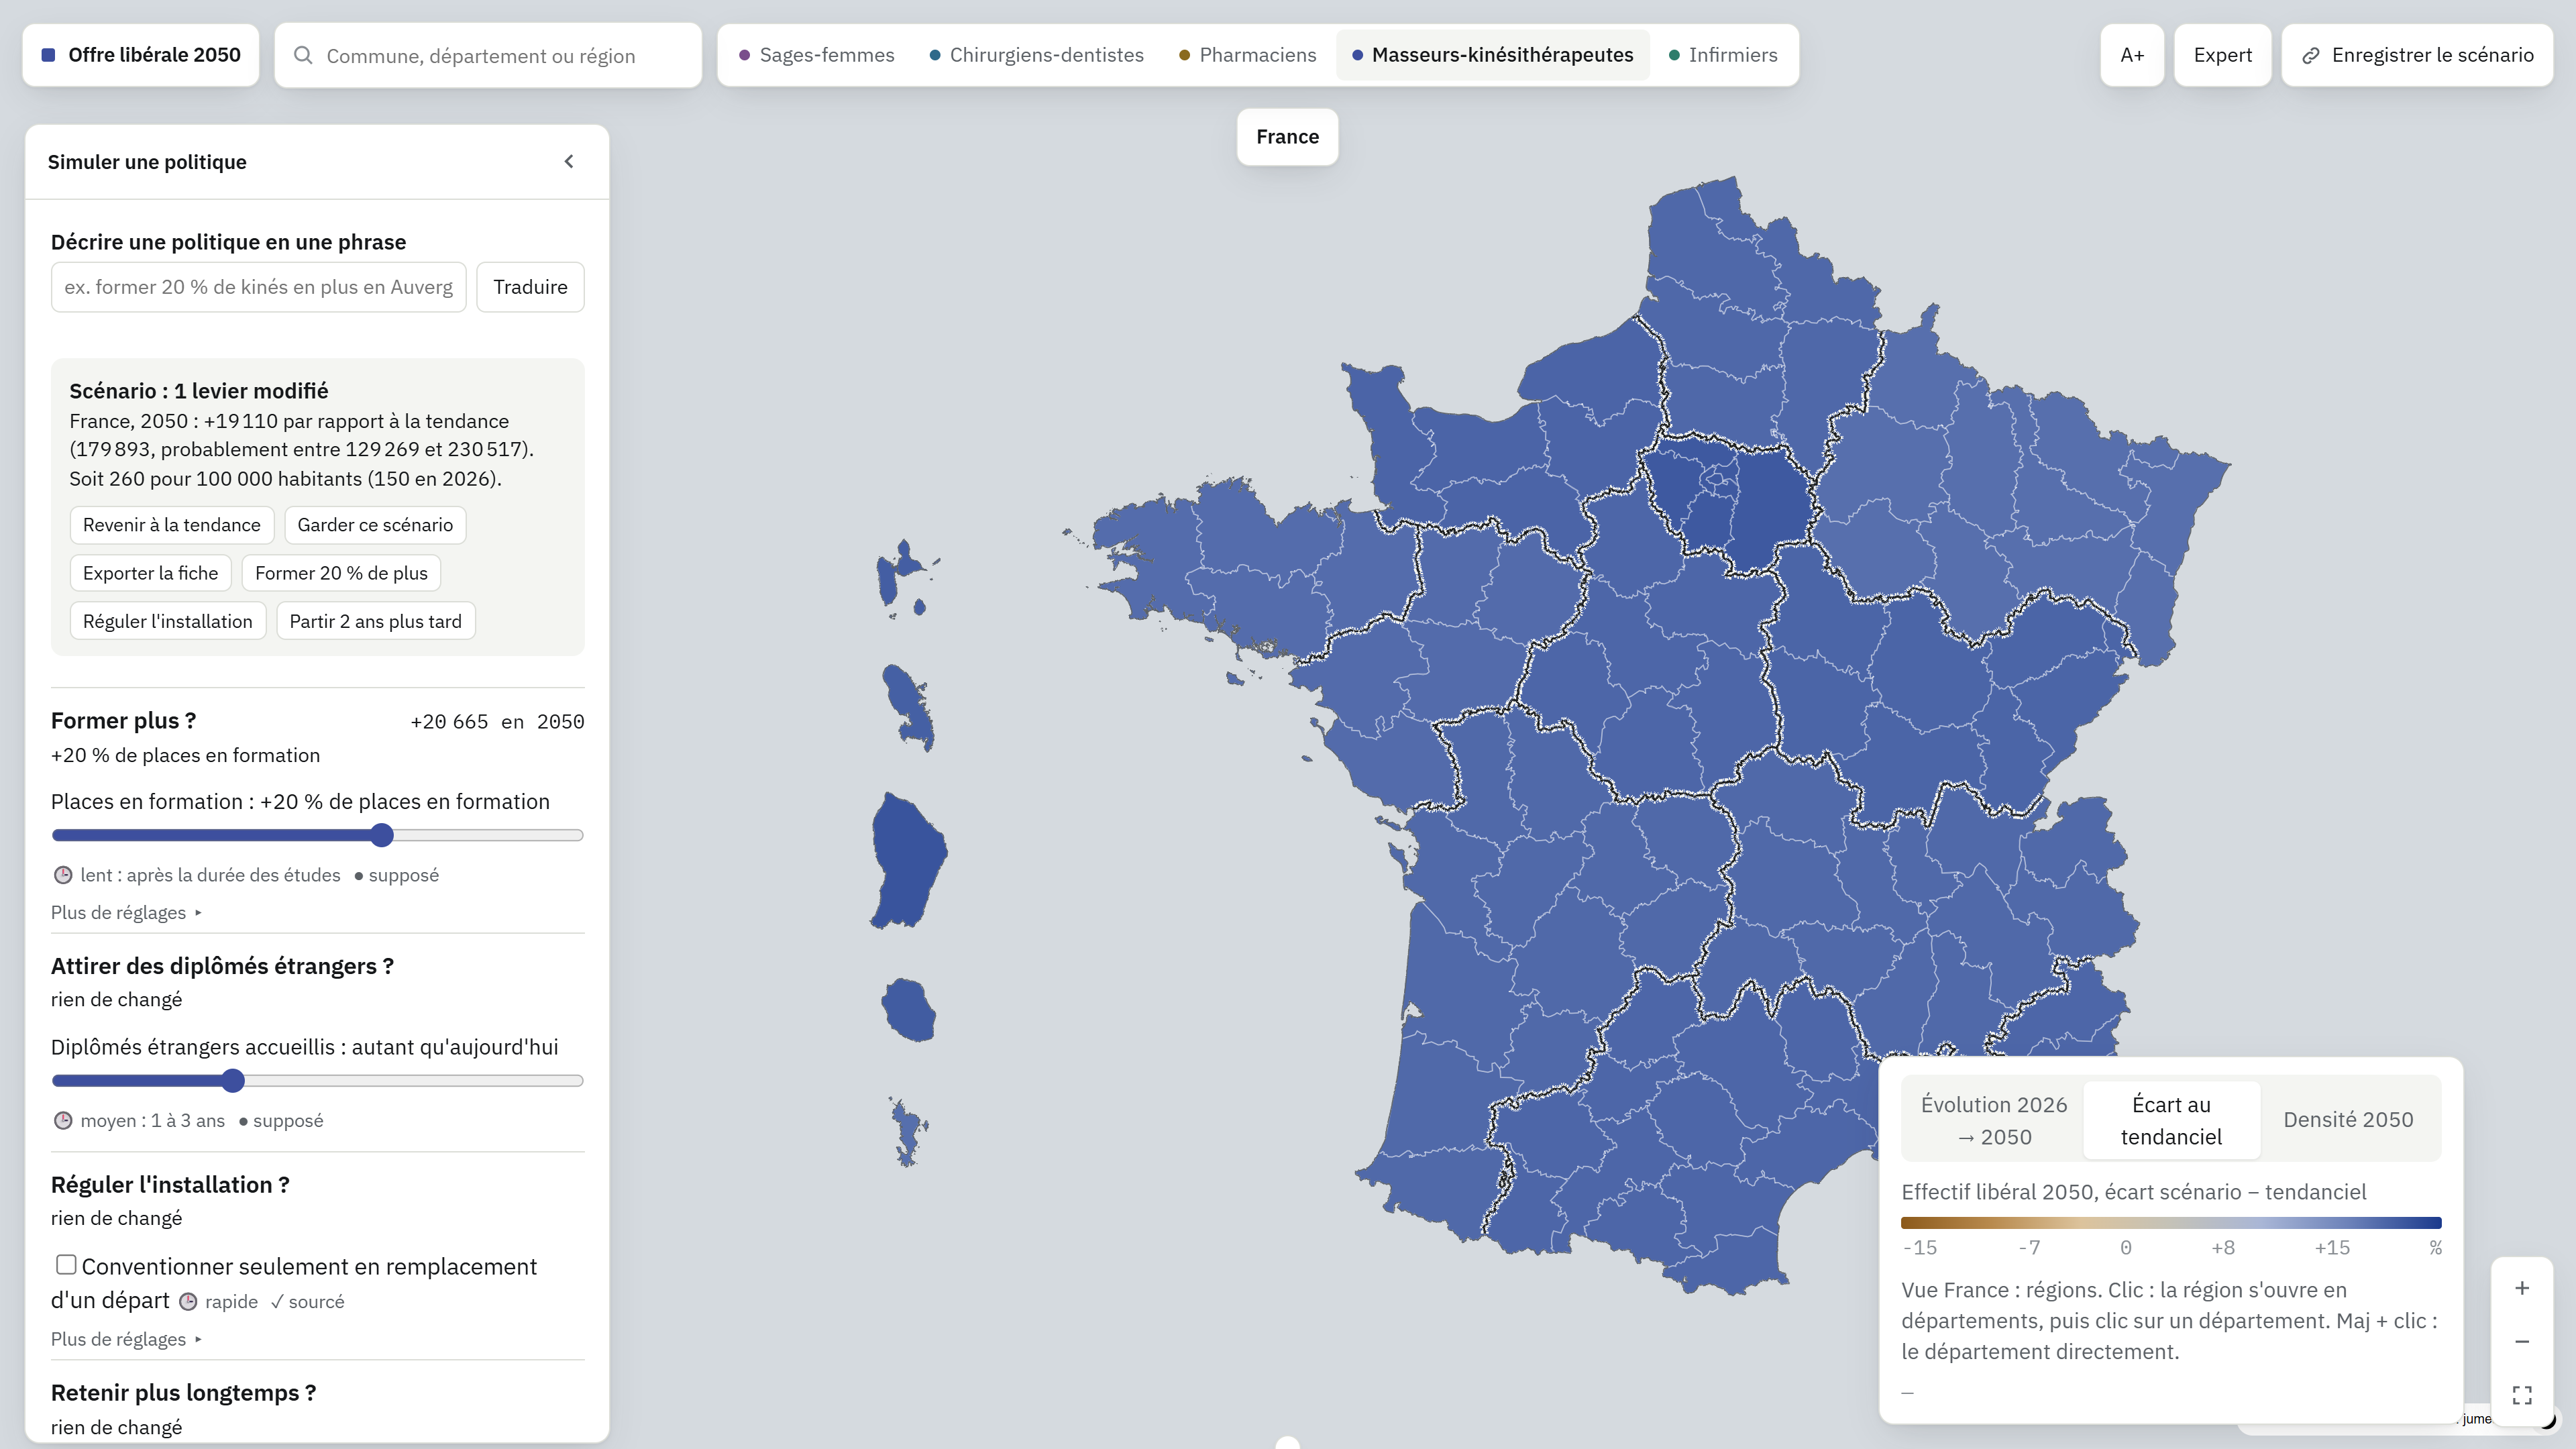 Offre libérale 2050
Commune, département ou région
Sages-femmes
Chirurgiens-dentistes
Pharmaciens
Masseurs-kinésithérapeutes
Infirmiers
A+
Expert
Enregistrer le scénario
France
Simuler une politique
Décrire une politique en une phrase
ex. former 20 % de kinés en plus en Auverg
Traduire
Scénario : 1 levier modifié
France, 2050 : +19 110 par rapport à la tendance
(179 893, probablement entre 129 269 et 230 517).
Soit 260 pour 100 000 habitants (150 en 2026).
Revenir à la tendance
Garder ce scénario
Exporter la fiche
Former 20 % de plus
Réguler l'installation
Partir 2 ans plus tard
Former plus ?
+20 665 en 2050
+20 % de places en formation
Places en formation : +20 % de places en formation
lent : après la durée des études ● supposé
Plus de réglages ▸
Attirer des diplômés étrangers ?
rien de changé
Diplômés étrangers accueillis : autant qu'aujourd'hui
moyen : 1 à 3 ans ● supposé
Réguler l'installation ?
rien de changé
Conventionner seulement en remplacement
d'un départ rapide ✓ sourcé
Plus de réglages ▸
Retenir plus longtemps ?
rien de changé
Évolution 2026
→ 2050
Écart au
tendanciel
Densité 2050
Effectif libéral 2050, écart scénario – tendanciel
-15 -7 0 +8 +15 %
Vue France : régions. Clic : la région s'ouvre en
départements, puis clic sur un département. Maj + clic :
le département directement.
—
+
−